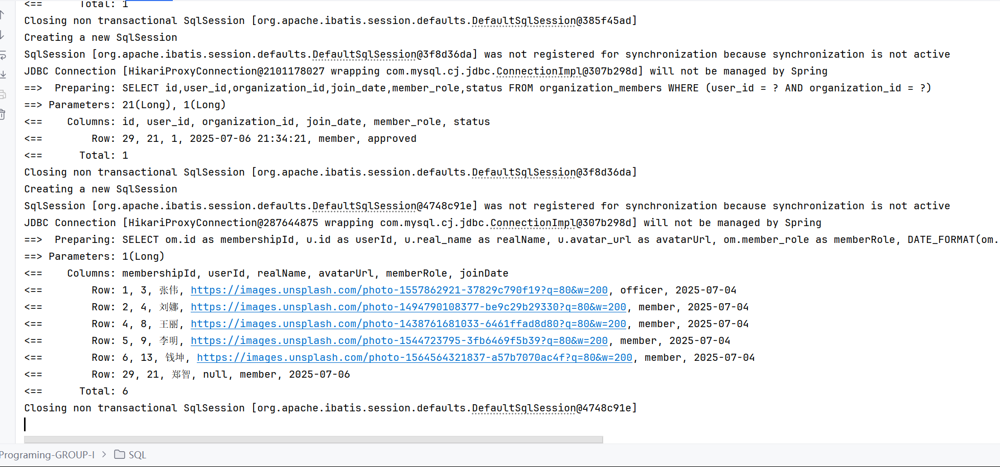 <==      Total: 1
Closing non transactional SqlSession [org.apache.ibatis.session.defaults.DefaultSqlSession@385f45ad]
Creating a new SqlSession
SqlSession [org.apache.ibatis.session.defaults.DefaultSqlSession@3f8d36da] was not registered for synchronization because synchronization is not active
JDBC Connection [HikariProxyConnection@2101178027 wrapping com.mysql.cj.jdbc.ConnectionImpl@307b298d] will not be managed by Spring
==>  Preparing: SELECT id,user_id,organization_id,join_date,member_role,status FROM organization_members WHERE (user_id = ? AND organization_id = ?)
==> Parameters: 21(Long), 1(Long)
<==    Columns: id, user_id, organization_id, join_date, member_role, status
<==        Row: 29, 21, 1, 2025-07-06 21:34:21, member, approved
<==      Total: 1
Closing non transactional SqlSession [org.apache.ibatis.session.defaults.DefaultSqlSession@3f8d36da]
Creating a new SqlSession
SqlSession [org.apache.ibatis.session.defaults.DefaultSqlSession@4748c91e] was not registered for synchronization because synchronization is not active
JDBC Connection [HikariProxyConnection@287644875 wrapping com.mysql.cj.jdbc.ConnectionImpl@307b298d] will not be managed by Spring
==>  Preparing: SELECT om.id as membershipId, u.id as userId, u.real_name as realName, u.avatar_url as avatarUrl, om.member_role as memberRole, DATE_FORMAT(om.
==> Parameters: 1(Long)
<==    Columns: membershipId, userId, realName, avatarUrl, memberRole, joinDate
<==        Row: 1, 3, 张伟, https://images.unsplash.com/photo-1557862921-37829c790f19?q=80&w=200, officer, 2025-07-04
<==        Row: 2, 4, 刘娜, https://images.unsplash.com/photo-1494790108377-be9c29b29330?q=80&w=200, member, 2025-07-04
<==        Row: 4, 8, 王丽, https://images.unsplash.com/photo-1438761681033-6461ffad8d80?q=80&w=200, member, 2025-07-04
<==        Row: 5, 9, 李明, https://images.unsplash.com/photo-1544723795-3fb6469f5b39?q=80&w=200, member, 2025-07-04
<==        Row: 6, 13, 钱坤, https://images.unsplash.com/photo-1564564321837-a57b7070ac4f?q=80&w=200, member, 2025-07-04
<==        Row: 29, 21, 郑智, null, member, 2025-07-06
<==      Total: 6
Closing non transactional SqlSession [org.apache.ibatis.session.defaults.DefaultSqlSession@4748c91e]
Programing-GROUP-I > SQL